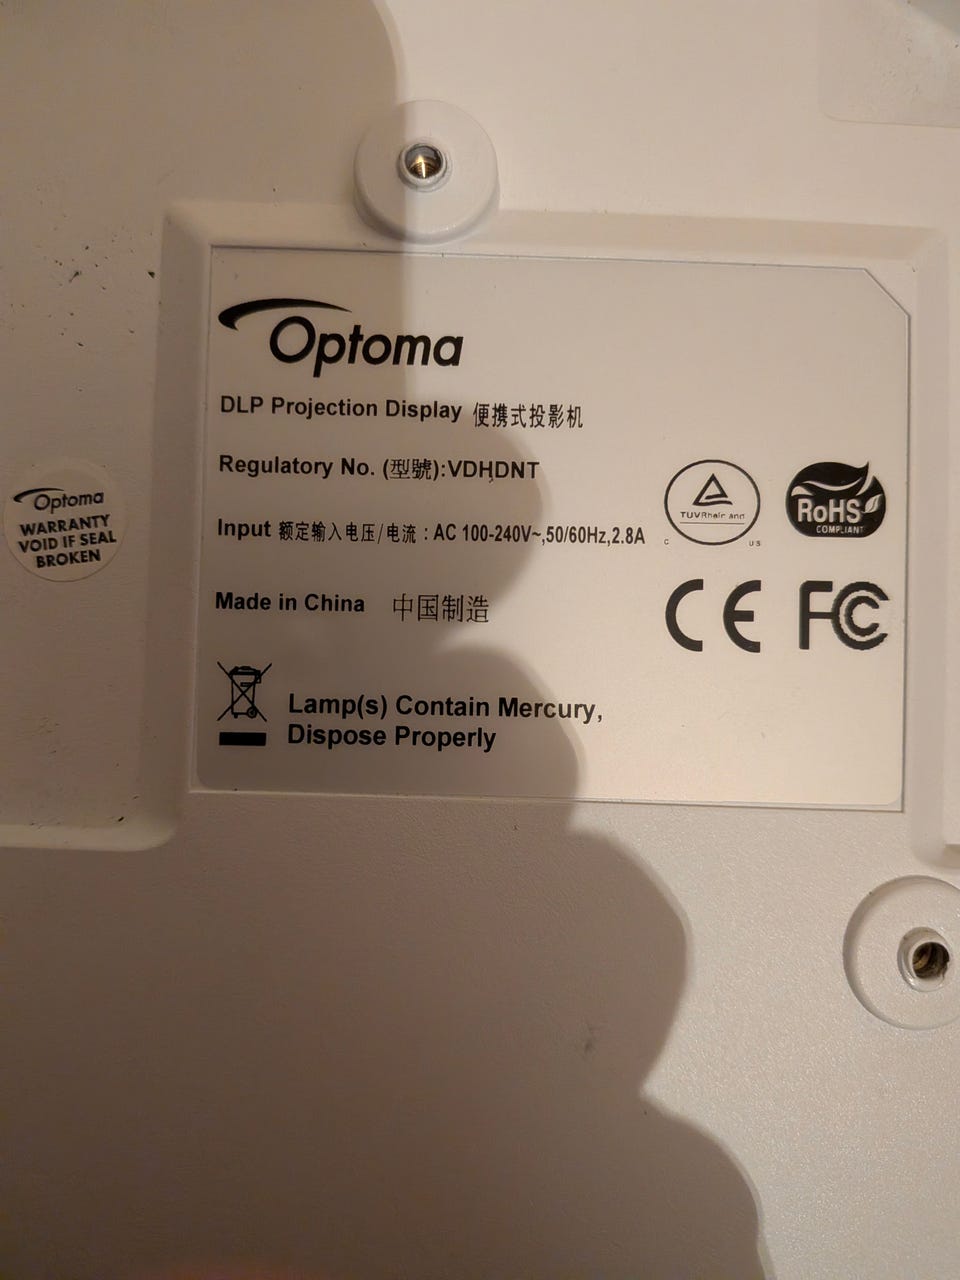 Optoma
DLP Projection Display 便携式投影机
Regulatory No. (型號):VDHDNT
Input 额定输入电压/电流 : AC 100-240V~,50/60Hz,2.8A
Made in China 中国制造
Lamp(s) Contain Mercury,
Dispose Properly
TUVRheinland
C US
RoHS
COMPLIANT
CE FC
Optoma
WARRANTY
VOID IF SEAL
BROKEN